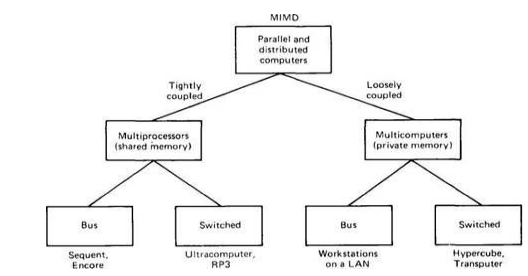 MIMD
Parallel and
distributed
computers
Tightly
coupled
Loosely
coupled
Multiprocessors
(shared memory)
Multicomputers
(private memory)
Bus
Switched
Bus
Switched
Sequent,
Encore
Ultracomputer,
RP3
Workstations
on a LAN
Hypercube,
Transputer